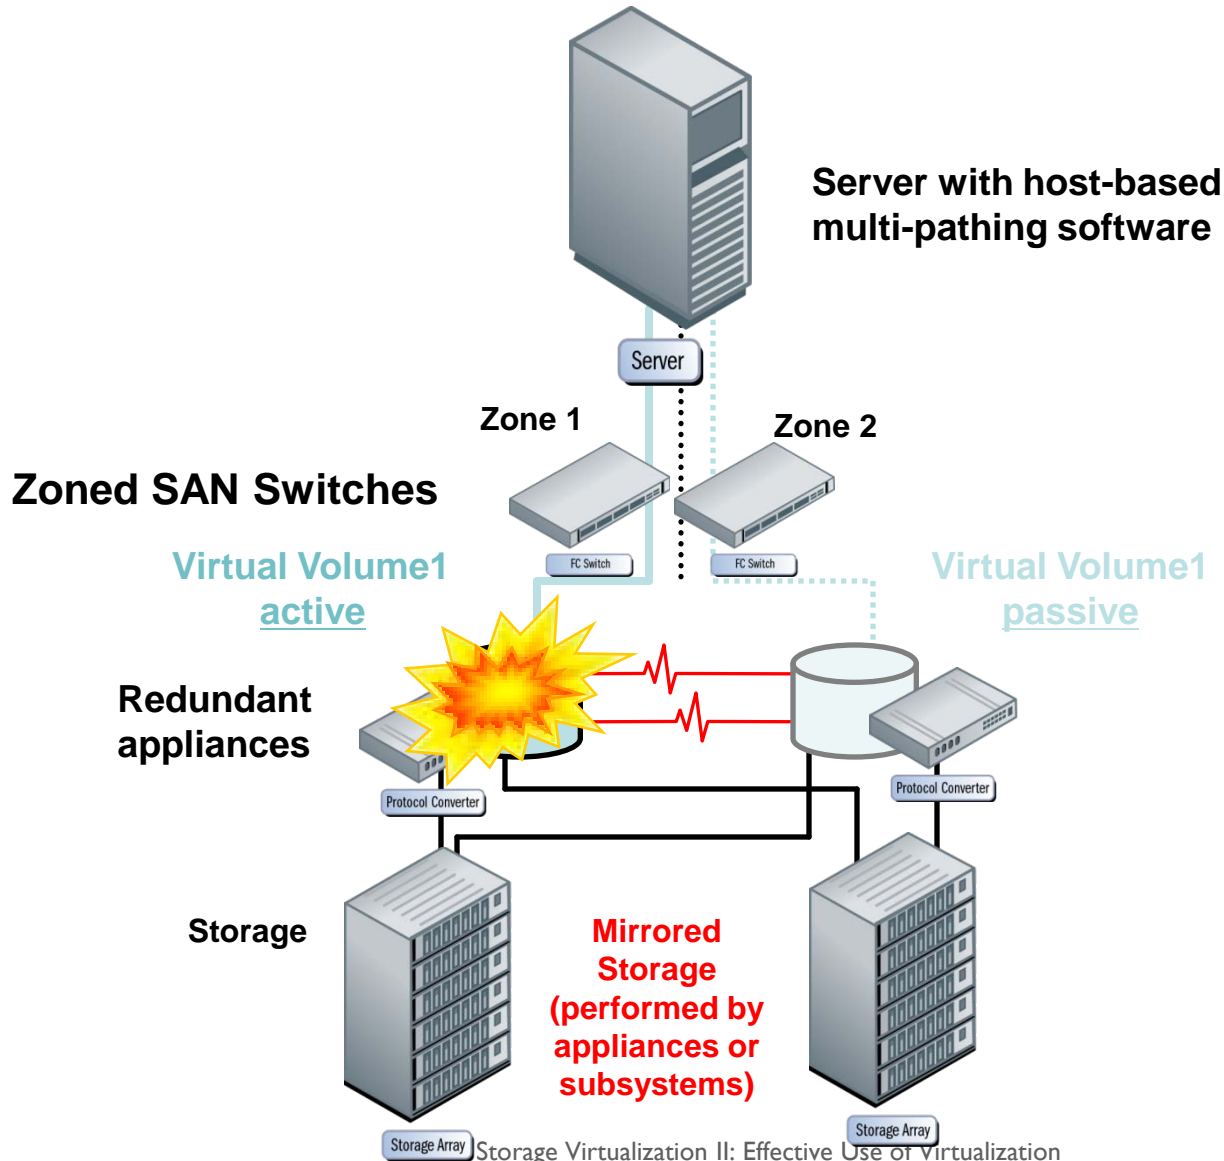 Server with host-based
multi-pathing software
Server
Zone 1
Zone 2
Zoned SAN Switches
FC Switch
FC Switch
Virtual Volume1
active
Virtual Volume1
passive
Redundant
appliances
Protocol Converter
Protocol Converter
Storage
Mirrored
Storage
(performed by
appliances or
subsystems)
Storage Array
Storage Array
Storage Virtualization II: Effective Use of Virtualization